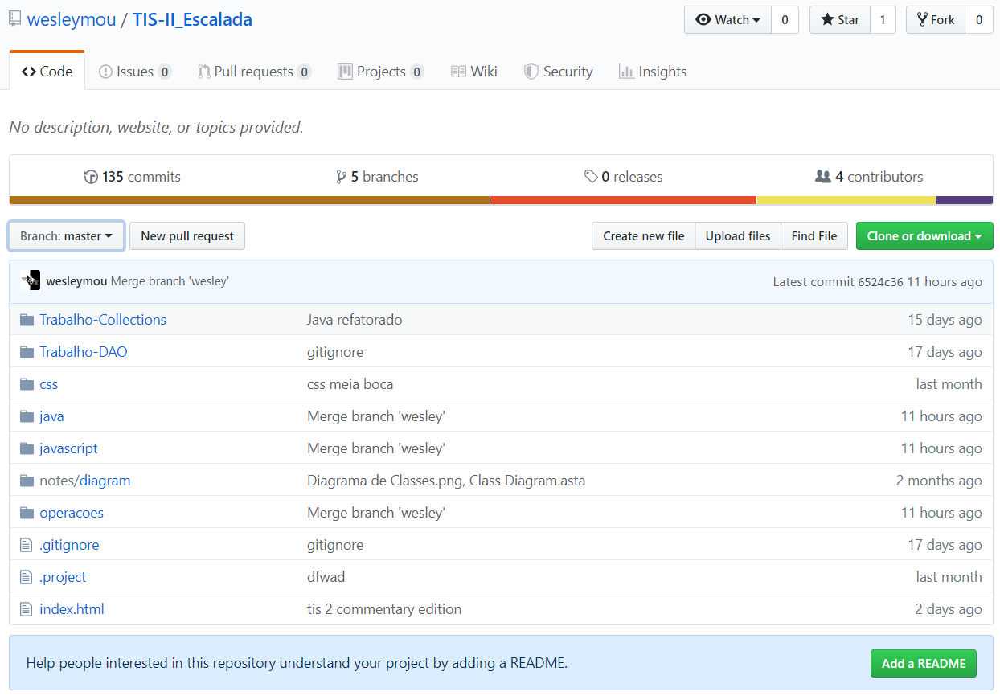 wesleymou / TIS-II_Escalada
Watch 0 Star 1 Fork 0
Code Issues 0 Pull requests 0 Projects 0 Wiki Security Insights
No description, website, or topics provided.
135 commits 5 branches 0 releases 4 contributors
Branch: master New pull request Create new file Upload files Find File Clone or download
wesleymou Merge branch 'wesley' Latest commit 6524c36 11 hours ago
Trabalho-Collections Java refatorado 15 days ago
Trabalho-DAO gitignore 17 days ago
css css meia boca last month
java Merge branch 'wesley' 11 hours ago
javascript Merge branch 'wesley' 11 hours ago
notes/diagram Diagrama de Classes.png, Class Diagram.asta 2 months ago
operacoes Merge branch 'wesley' 11 hours ago
.gitignore gitignore 17 days ago
.project dfwad last month
index.html tis 2 commentary edition 2 days ago
Help people interested in this repository understand your project by adding a README. Add a README